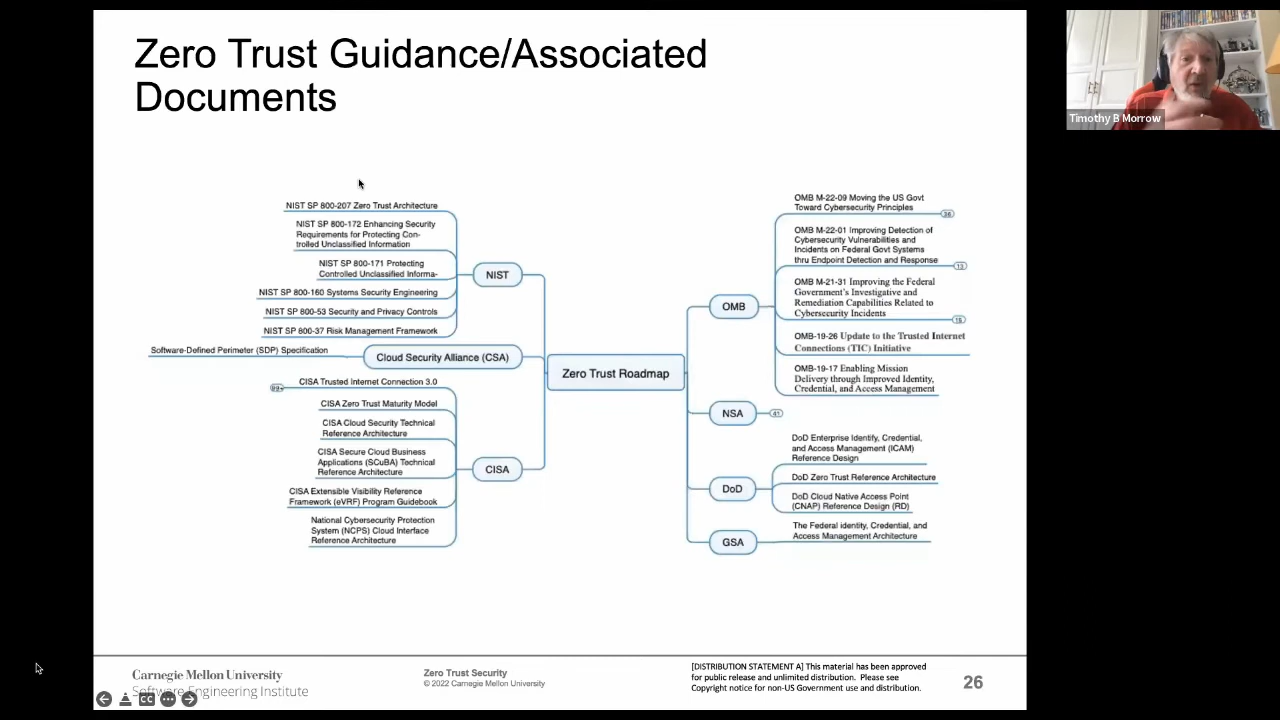 Zero Trust Guidance/Associated
Documents
Timothy B Morrow
NIST SP 800-207 Zero Trust Architecture
NIST SP 800-172 Enhancing Security
Requirements for Protecting Con-
trolled Unclassified Information
NIST SP 800-171 Protecting
Controlled Unclassified Informa-
NIST SP 800-160 Systems Security Engineering
NIST SP 800-53 Security and Privacy Controls
NIST SP 800-37 Risk Management Framework
NIST
Software-Defined Perimeter (SDP) Specification
Cloud Security Alliance (CSA)
CISA Trusted Internet Connection 3.0
99+
CISA Zero Trust Maturity Model
CISA Cloud Security Technical
Reference Architecture
CISA Secure Cloud Business
Applications (SCuBA) Technical
Reference Architecture
CISA Extensible Visibility Reference
Framework (eVRF) Program Guidebook
National Cybersecurity Protection
System (NCPS) Cloud Interface
Reference Architecture
CISA
Zero Trust Roadmap
OMB
OMB M-22-09 Moving the US Govt
Toward Cybersecurity Principles
OMB M-22-01 Improving Detection of
Cybersecurity Vulnerabilities and
Incidents on Federal Govt Systems
thru Endpoint Detection and Response
13
OMB M-21-31 Improving the Federal
Government's Investigative and
Remediation Capabilities Related to
Cybersecurity Incidents
OMB-19-26 Update to the Trusted Internet
Connections (TIC) Initiative
OMB-19-17 Enabling Mission
Delivery through Improved Identity,
Credential, and Access Management
NSA
41
DoD
DoD Enterprise Identify, Credential,
and Access Management (ICAM)
Reference Design
DoD Zero Trust Reference Architecture
DoD Cloud Native Access Point
(CNAP) Reference Design (RD)
GSA
The Federal identity, Credential, and
Access Management Architecture
Carnegie Mellon University
Software Engineering Institute
CC
Zero Trust Security
© 2022 Carnegie Mellon University
[DISTRIBUTION STATEMENT A] This material has been approved
for public release and unlimited distribution. Please see
Copyright notice for non-US Government use and distribution.
26